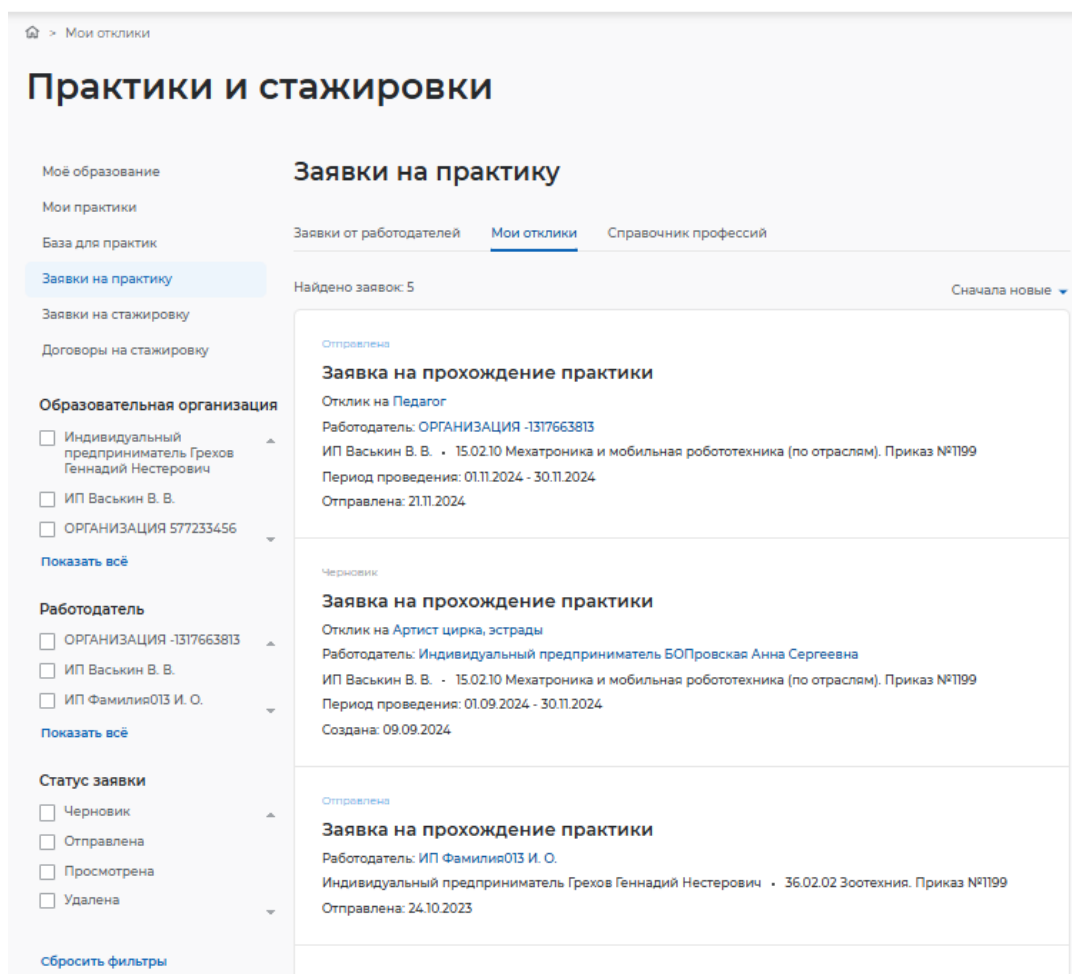 > Мои отклики
Практики и стажировки
Моё образование
Мои практики
База для практик
Заявки на практику
Заявки на стажировку
Договоры на стажировку
Образовательная организация
Индивидуальный
предприниматель Грехов
Геннадий Нестерович
ИП Васькин В. В.
ОРГАНИЗАЦИЯ 577233456
Показать всё
Работодатель
ОРГАНИЗАЦИЯ -1317663813
ИП Васькин В. В.
ИП Фамилия013 И. О.
Показать всё
Статус заявки
Черновик
Отправлена
Просмотрена
Удалена
Сбросить фильтры
Заявки на практику
Заявки от работодателей Мои отклики Справочник профессий
Найдено заявок: 5 Сначала новые
Отправлена
Заявка на прохождение практики
Отклик на Педагог
Работодатель: ОРГАНИЗАЦИЯ -1317663813
ИП Васькин В. В. • 15.02.10 Мехатроника и мобильная робототехника (по отраслям). Приказ №1199
Период проведения: 01.11.2024 - 30.11.2024
Отправлена: 21.11.2024
Черновик
Заявка на прохождение практики
Отклик на Артист цирка, эстрады
Работодатель: Индивидуальный предприниматель БОПровская Анна Сергеевна
ИП Васькин В. В. • 15.02.10 Мехатроника и мобильная робототехника (по отраслям). Приказ №1199
Период проведения: 01.09.2024 - 30.11.2024
Создана: 09.09.2024
Отправлена
Заявка на прохождение практики
Работодатель: ИП Фамилия013 И. О.
Индивидуальный предприниматель Грехов Геннадий Нестерович • 36.02.02 Зоотехния. Приказ №1199
Отправлена: 24.10.2023